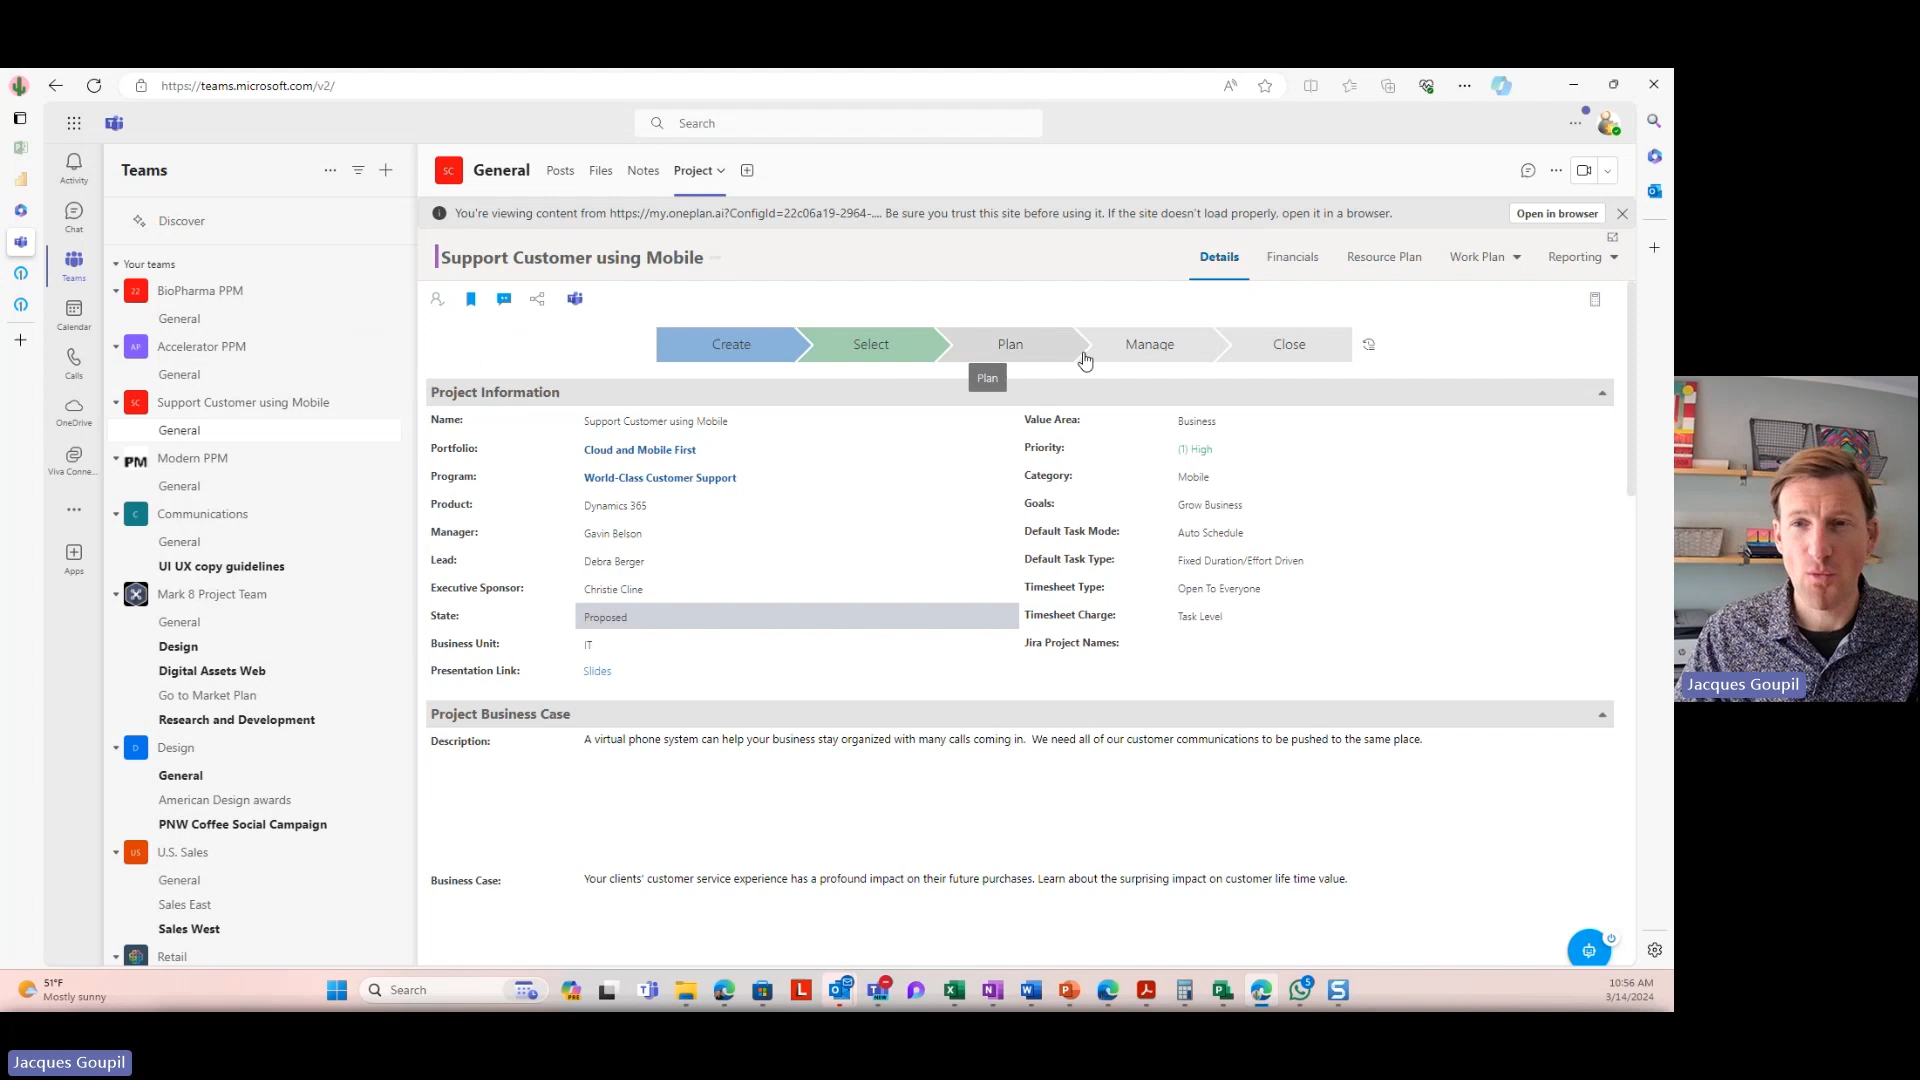 https://teams.microsoft.com/v2/
Search
Teams
SC General Posts Files Notes Project
Activity
Chat
Teams
Calendar
Calls
OneDrive
Viva Conne...
Apps
Discover
Your teams
22 BioPharma PPM
General
AP Accelerator PPM
General
SC Support Customer using Mobile
General
PM Modern PPM
General
C Communications
General
UI UX copy guidelines
Mark 8 Project Team
General
Design
Digital Assets Web
Go to Market Plan
Research and Development
D Design
General
American Design awards
PNW Coffee Social Campaign
US U.S. Sales
General
Sales East
Sales West
Retail
You're viewing content from https://my.oneplan.ai?ConfigId=22c06a19-2964-.... Be sure you trust this site before using it. If the site doesn't load properly, open it in a browser.
Open in browser
Support Customer using Mobile
Details Financials Resource Plan Work Plan Reporting
Create Select Plan Manage Close
Plan
Project Information
Name: Support Customer using Mobile
Portfolio: Cloud and Mobile First
Program: World-Class Customer Support
Product: Dynamics 365
Manager: Gavin Belson
Lead: Debra Berger
Executive Sponsor: Christie Cline
State: Proposed
Business Unit: IT
Presentation Link: Slides
Value Area: Business
Priority: (1) High
Category: Mobile
Goals: Grow Business
Default Task Mode: Auto Schedule
Default Task Type: Fixed Duration/Effort Driven
Timesheet Type: Open To Everyone
Timesheet Charge: Task Level
Jira Project Names:
Project Business Case
Description: A virtual phone system can help your business stay organized with many calls coming in. We need all of our customer communications to be pushed to the same place.
Business Case: Your clients' customer service experience has a profound impact on their future purchases. Learn about the surprising impact on customer life time value.
51°F
Mostly sunny
Search
10:56 AM
3/14/2024
Jacques Goupil
Jacques Goupil